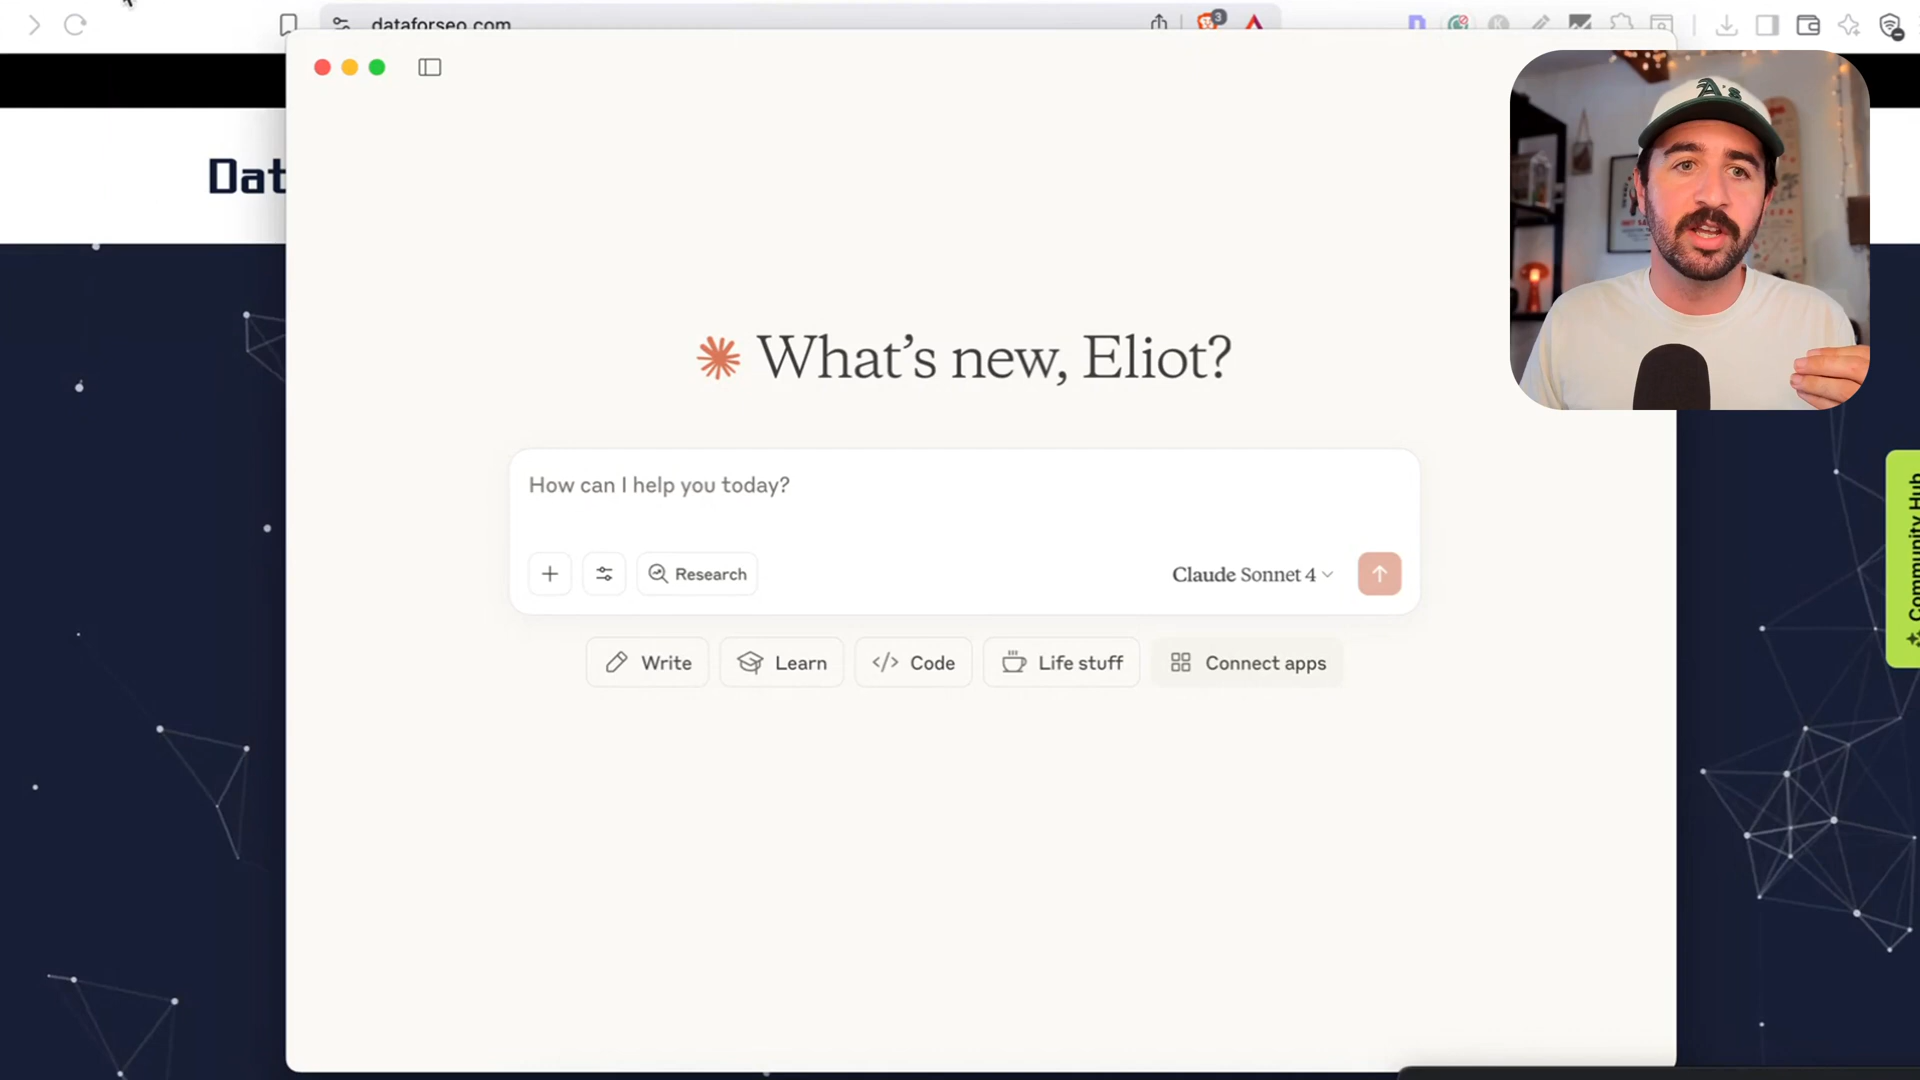 dataforseo.com
3
Dat
A's
What's new, Eliot?
How can I help you today?
Research
Claude Sonnet 4
Write
Learn
Code
Life stuff
Connect apps
Community Hub